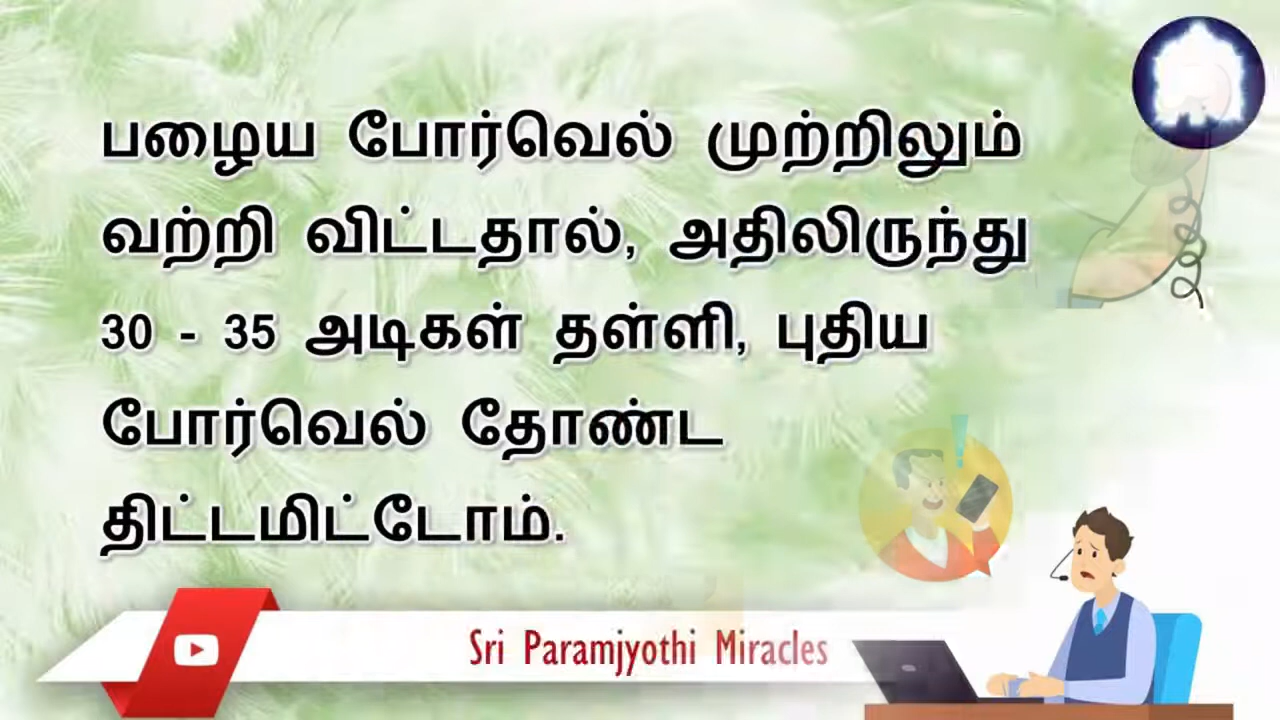 பழைய போர்வெல் முற்றிலும்
வற்றி விட்டதால், அதிலிருந்து
30 - 35 அடிகள் தள்ளி, புதிய
போர்வெல் தோண்ட
திட்டமிட்டோம்.
Sri Paramjyothi Miracles